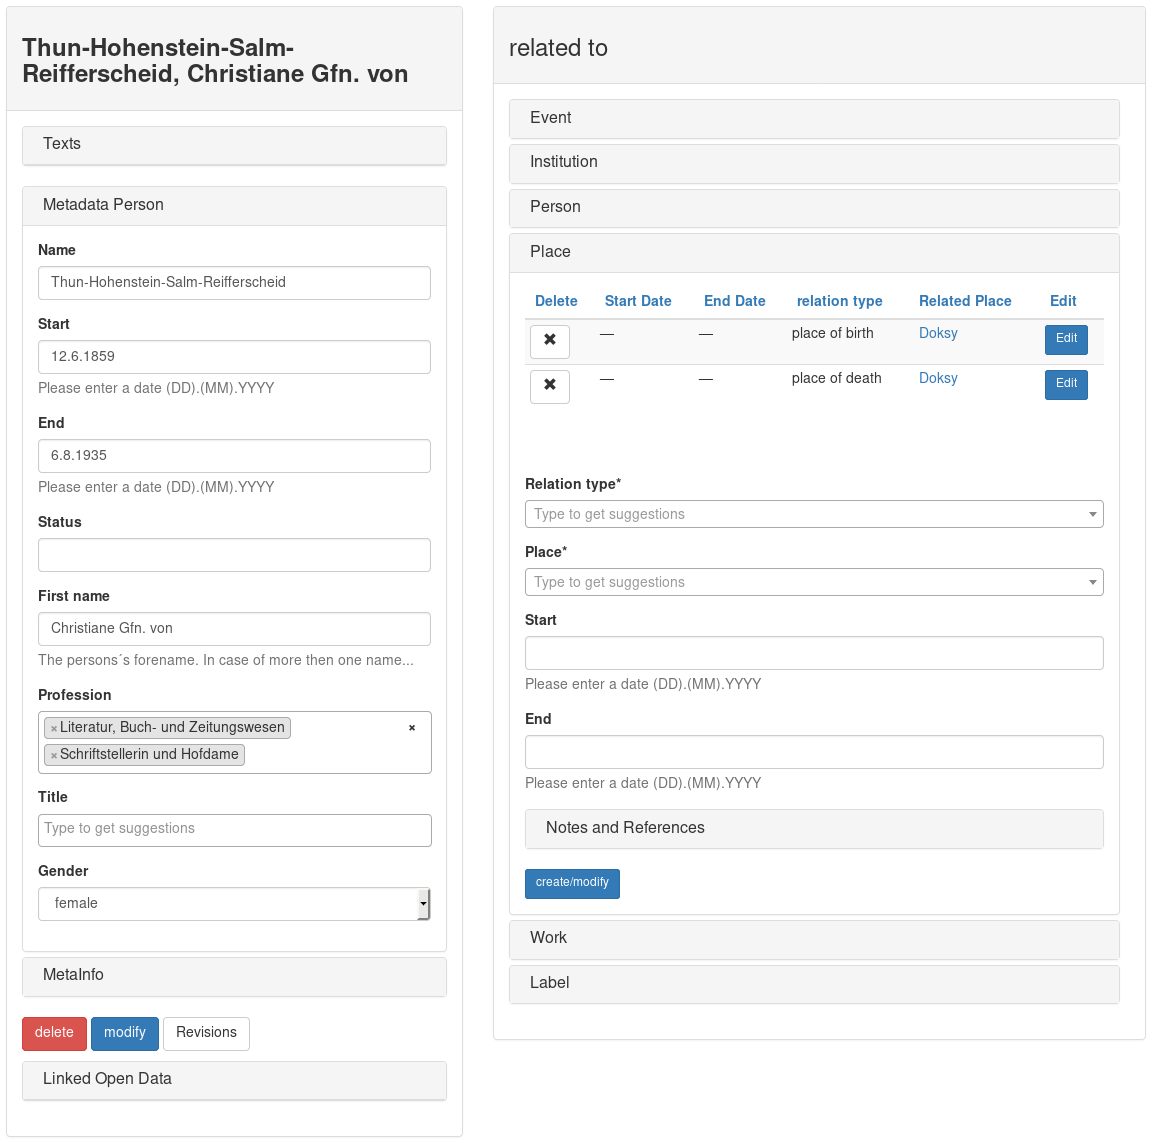 Thun-Hohenstein-Salm-
Reifferscheid, Christiane Gfn. von
Texts
Metadata Person
Name
Thun-Hohenstein-Salm-Reifferscheid
Start
12.6.1859
Please enter a date (DD).(MM).YYYY
End
6.8.1935
Please enter a date (DD).(MM).YYYY
Status
First name
Christiane Gfn. von
The persons´s forename. In case of more then one name...
Profession
×Literatur, Buch- und Zeitungswesen ×
×Schriftstellerin und Hofdame
Title
Type to get suggestions
Gender
female
MetaInfo
delete modify Revisions
Linked Open Data
related to
Event
Institution
Person
Place
Delete Start Date End Date relation type Related Place Edit
✖ — — place of birth Doksy Edit
✖ — — place of death Doksy Edit
Relation type*
Type to get suggestions
Place*
Type to get suggestions
Start
Please enter a date (DD).(MM).YYYY
End
Please enter a date (DD).(MM).YYYY
Notes and References
create/modify
Work
Label